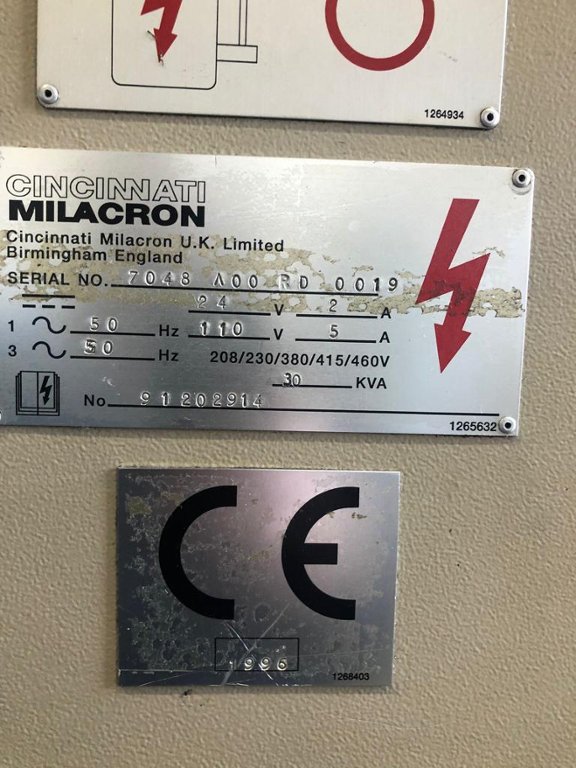 1264934
CINCINNATI
MILACRON
Cincinnati Milacron U.K. Limited
Birmingham England
SERIAL NO. 7048 A00 RD 0019
24 V 2 A
1 50 Hz 110 V 5 A
3 50 Hz 208/230/380/415/460V
30 KVA
No. 91202914
1265632
CE
1996
1268403